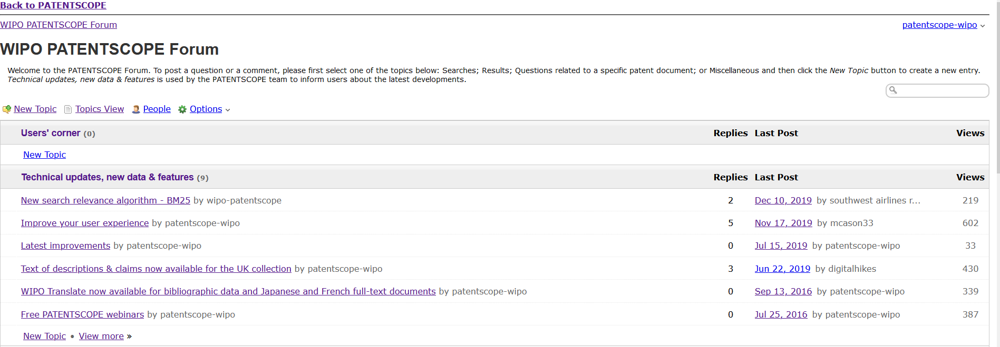 Back to PATENTSCOPE
WIPO PATENTSCOPE Forum patentscope-wipo
WIPO PATENTSCOPE Forum
Welcome to the PATENTSCOPE Forum. To post a question or a comment, please first select one of the topics below: Searches; Results; Questions related to a specific patent document; or Miscellaneous and then click the New Topic button to create a new entry.
Technical updates, new data & features is used by the PATENTSCOPE team to inform users about the latest developments.
New Topic Topics View People Options
Users' corner (0) Replies Last Post Views
New Topic
Technical updates, new data & features (9) Replies Last Post Views
New search relevance algorithm - BM25 by wipo-patentscope 2 Dec 10, 2019 by southwest airlines r... 219
Improve your user experience by patentscope-wipo 5 Nov 17, 2019 by mcason33 602
Latest improvements by patentscope-wipo 0 Jul 15, 2019 by patentscope-wipo 33
Text of descriptions & claims now available for the UK collection by patentscope-wipo 3 Jun 22, 2019 by digitalhikes 430
WIPO Translate now available for bibliographic data and Japanese and French full-text documents by patentscope-wipo 0 Sep 13, 2016 by patentscope-wipo 339
Free PATENTSCOPE webinars by patentscope-wipo 0 Jul 25, 2016 by patentscope-wipo 387
New Topic • View more »